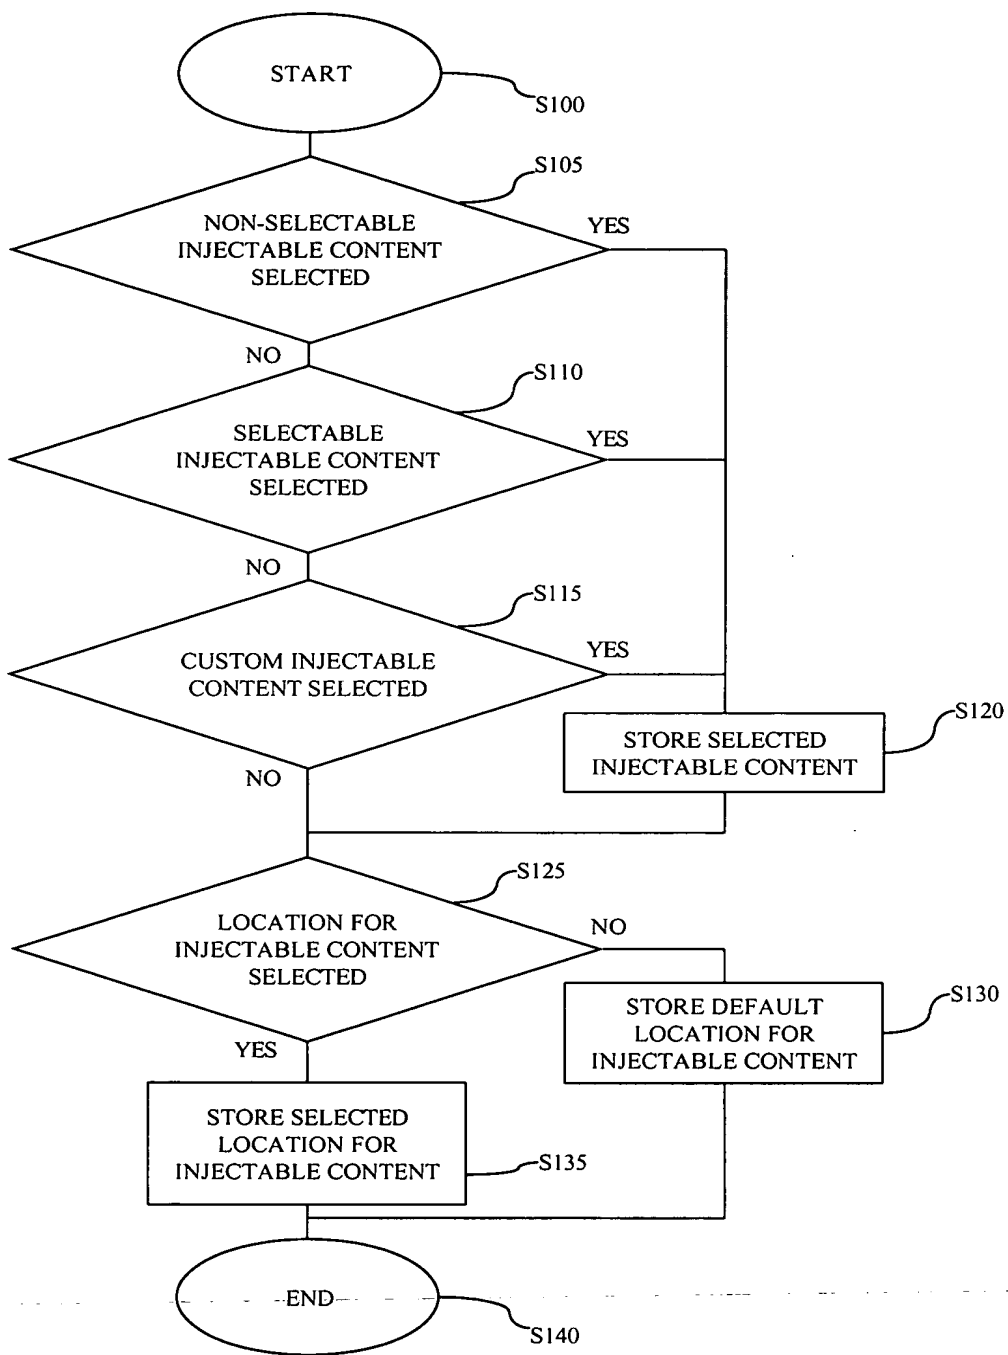 START
S100
S105
NON-SELECTABLE
INJECTABLE CONTENT
SELECTED
YES
NO
S110
SELECTABLE
INJECTABLE CONTENT
SELECTED
YES
NO
S115
CUSTOM INJECTABLE
CONTENT SELECTED
YES
NO
S120
STORE SELECTED
INJECTABLE CONTENT
S125
LOCATION FOR
INJECTABLE CONTENT
SELECTED
NO
YES
S130
STORE DEFAULT
LOCATION FOR
INJECTABLE CONTENT
STORE SELECTED
LOCATION FOR
INJECTABLE CONTENT
S135
END
S140